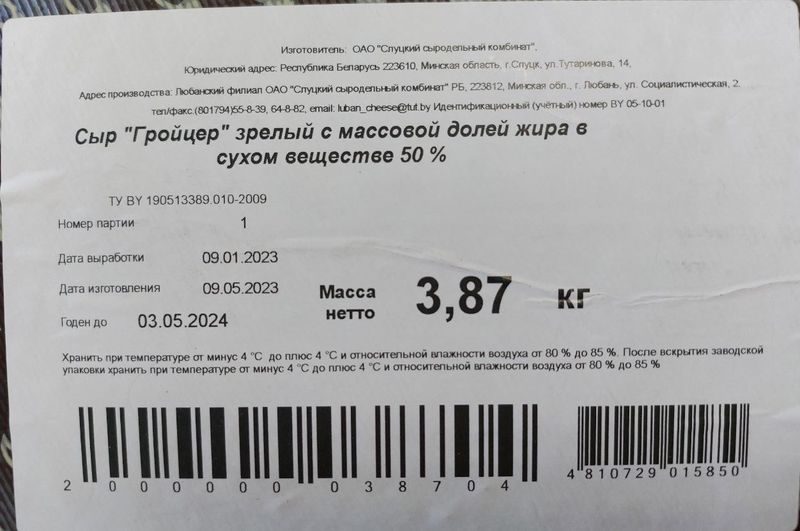 Изготовитель: ОАО "Слуцкий сыродельный комбинат",
Юридический адрес: Республика Беларусь 223610, Минская область, г.Слуцк, ул.Тутаринова, 14,
Адрес производства: Любанский филиал ОАО "Слуцкий сыродельный комбинат" РБ, 223812, Минская обл., г. Любань, ул. Социалистическая, 2.
тел/факс.(801794)55-8-39, 64-8-82, email: luban_cheese@tut.by Идентификационный (учётный) номер BY 05-10-01
Сыр "Гройцер" зрелый с массовой долей жира в
сухом веществе 50 %
ТУ BY 190513389.010-2009
Номер партии 1
Дата выработки 09.01.2023
Дата изготовления 09.05.2023
Годен до 03.05.2024
Масса
нетто
3,87 кг
Хранить при температуре от минус 4 °С до плюс 4 °С и относительной влажности воздуха от 80 % до 85 %. После вскрытия заводской
упаковки хранить при температуре от минус 4 °С до плюс 4 °С и относительной влажности воздуха от 80 % до 85 %
2 000000 038704
4 810729 015850